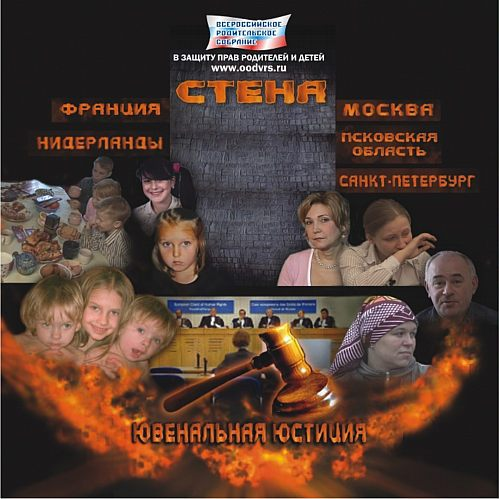 ВСЕРОССИЙСКОЕ
РОДИТЕЛЬСКОЕ
СОБРАНИЕ
В ЗАЩИТУ ПРАВ РОДИТЕЛЕЙ И ДЕТЕЙ
www.oodvrs.ru
СТЕНА
ФРАНЦИЯ
НИДЕРЛАНДЫ
МОСКВА
ПСКОВСКАЯ
ОБЛАСТЬ
САНКТ-ПЕТЕРБУРГ
European Court of Human Rights
ЮВЕНАЛЬНАЯ ЮСТИЦИЯ